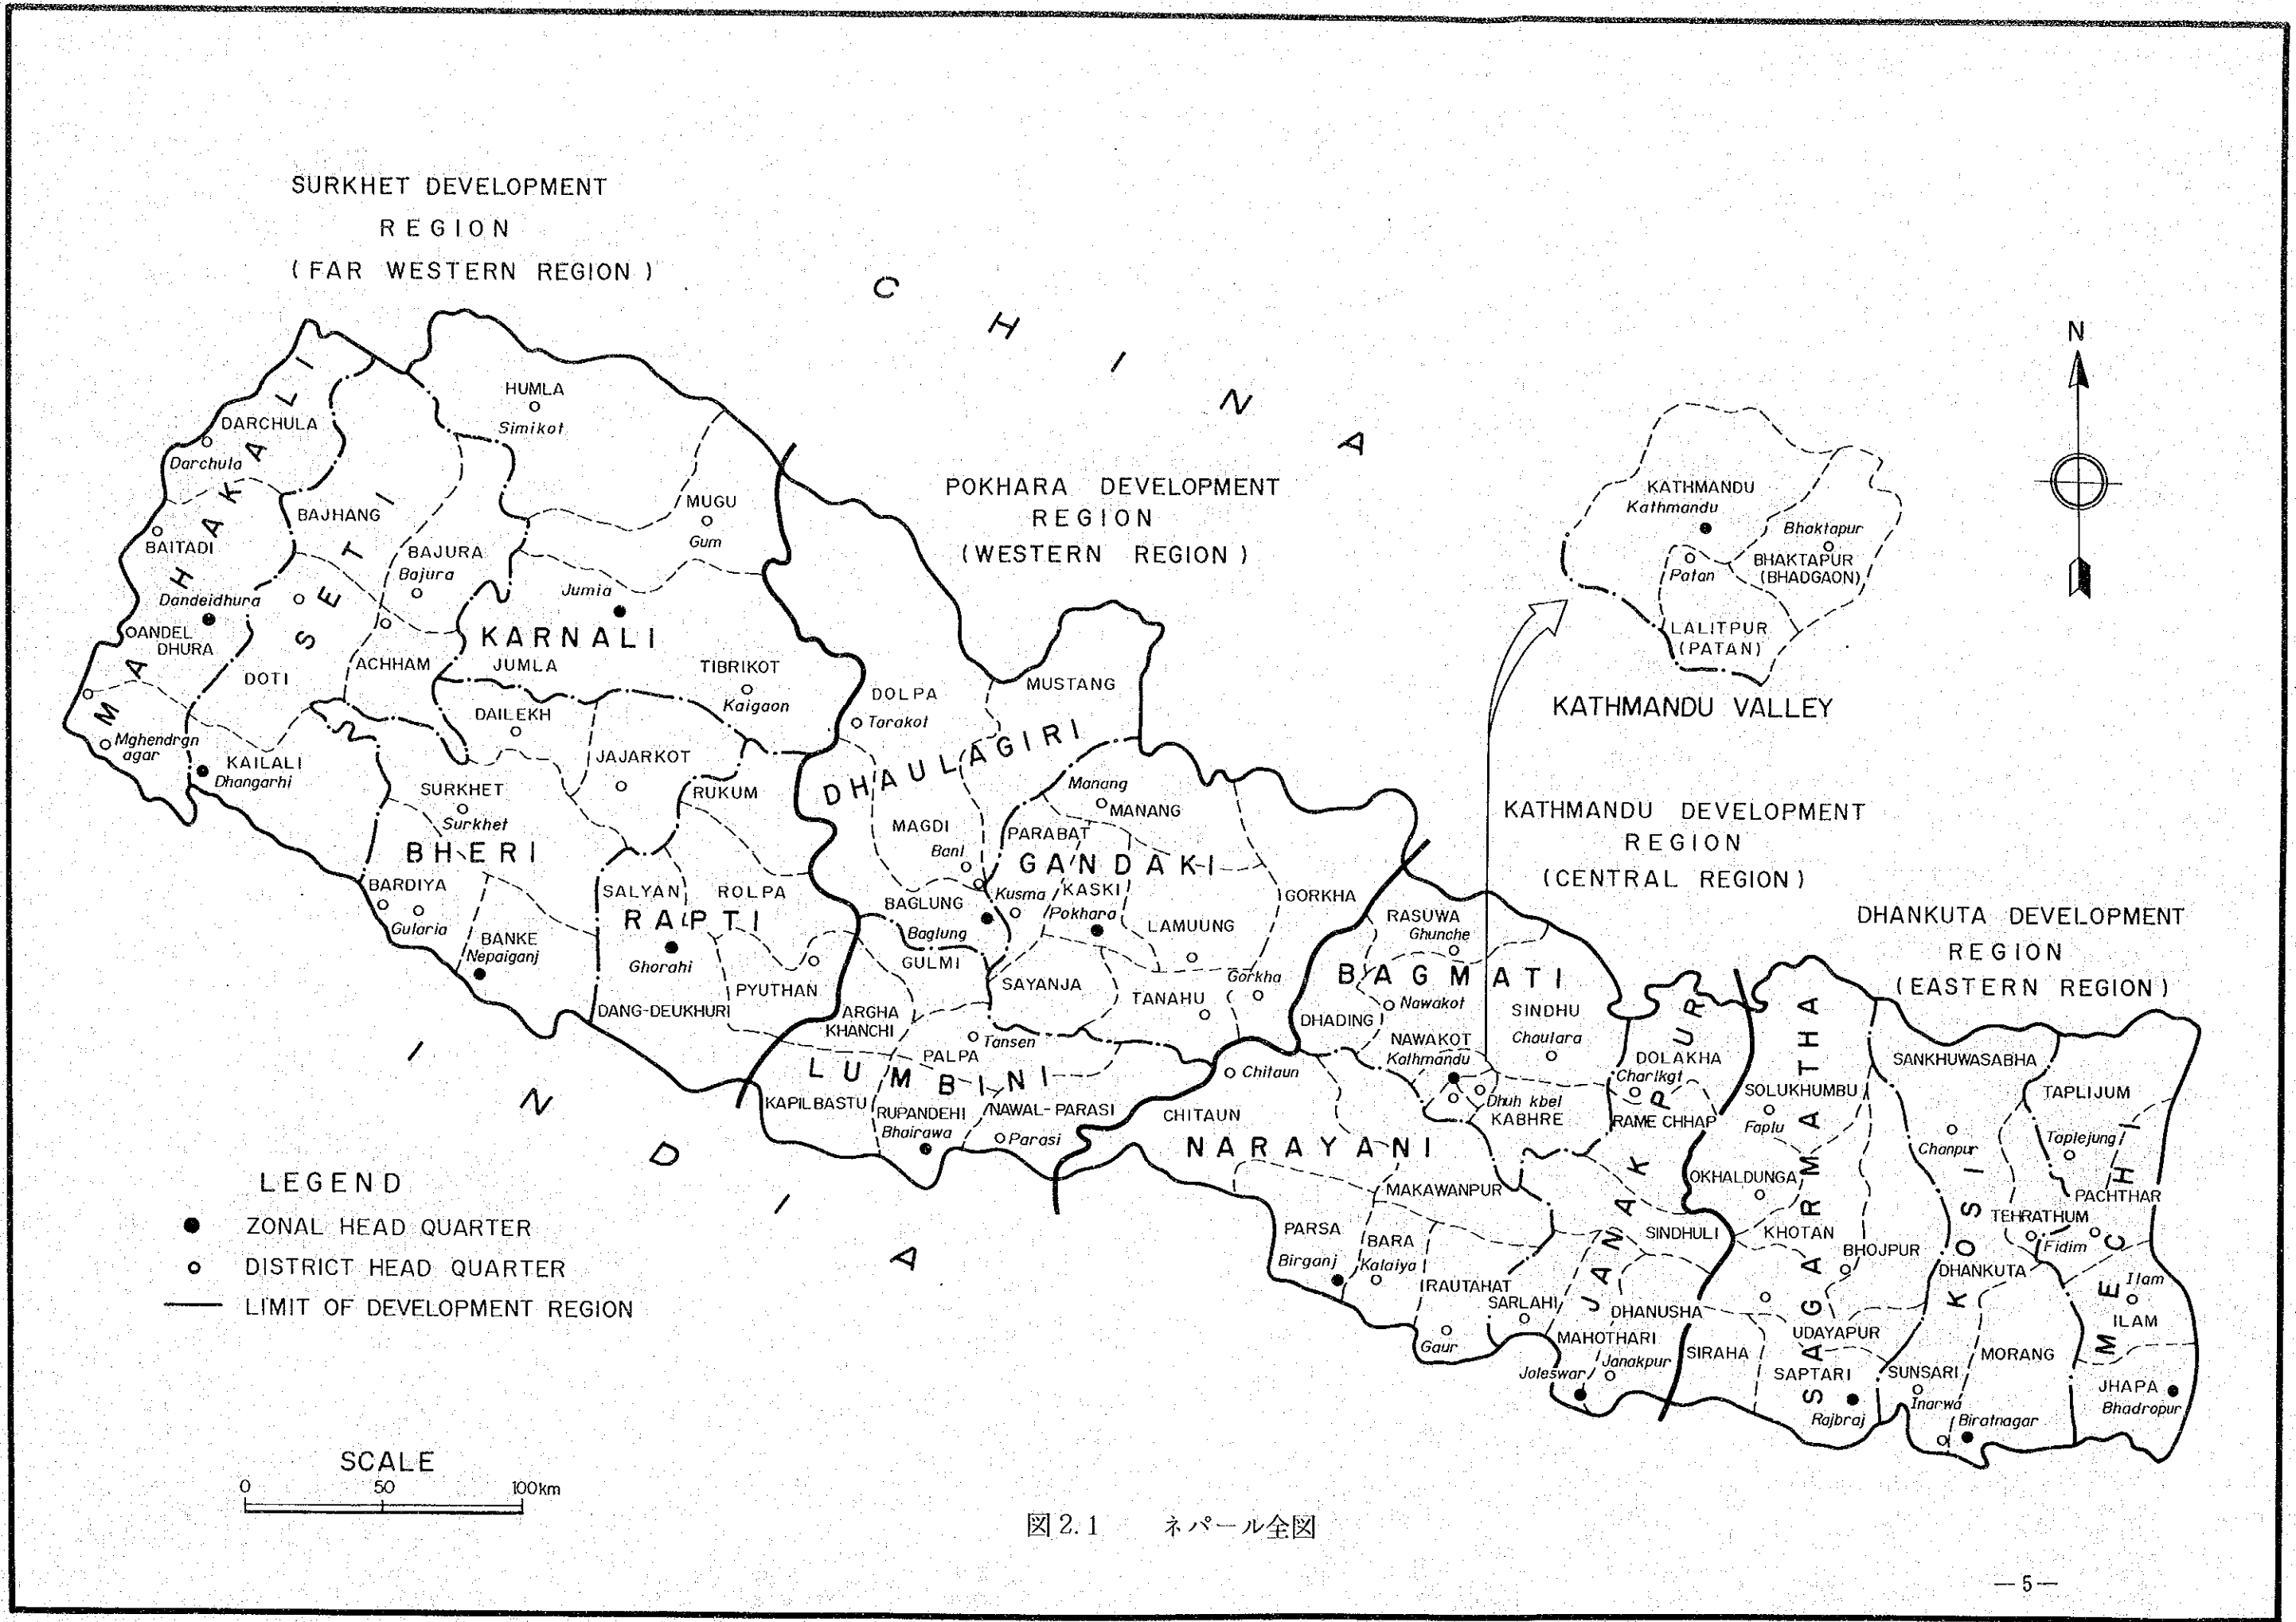 SURKHET DEVELOPMENT
REGION
( FAR WESTERN REGION )
CHINA
N
POKHARA DEVELOPMENT
REGION
( WESTERN REGION )
KATHMANDU
Kathmandu
Bhaktapur
BHAKTAPUR
(BHADGAON)
Patan
LALITPUR
(PATAN)
KATHMANDU VALLEY
KATHMANDU DEVELOPMENT
REGION
( CENTRAL REGION )
DHANKUTA DEVELOPMENT
REGION
( EASTERN REGION )
MAHAKALI
DARCHULA
Darchula
BAITADI
Dandeidhura
DANDEL
DHURA
Mghendrgn
agar
SETI
BAJHANG
BAJURA
Bajura
DOTI
ACHHAM
KAILALI
Dhangarhi
HUMLA
Simikot
MUGU
Gum
Jumia
KARNALI
JUMLA
TIBRIKOT
Kaigaon
DAILEKH
JAJARKOT
SURKHET
Surkhet
BHERI
BARDIYA
Gularia
BANKE
Nepaiganj
RUKUM
SALYAN
ROLPA
RAPTI
Ghorahi
PYUTHAN
DANG-DEUKHURI
DOLPA
Tarakot
MUSTANG
DHAULAGIRI
MAGDI
Bani
PARABAT
BAGLUNG
Kusma
Baglung
Manang
MANANG
GANDAKI
KASKI
Pokhara
LAMUUNG
GORKHA
Gorkha
GULMI
SAYANJA
TANAHU
ARGHA
KHANCHI
PALPA
Tansen
LUMBINI
KAPILBASTU
RUPANDEHI
Bhairawa
NAWAL-PARASI
Parasi
RASUWA
Ghunche
BAGMATI
Nawakot
DHADING
NAWAKOT
Kathmandu
SINDHU
Chautara
Dhuh kbel
KABHRE
Chitaun
CHITAUN
NARAYANI
MAKAWANPUR
PARSA
Birganj
BARA
Kalaiya
RAUTAHAT
Gaur
JANAKPUR
DOLAKHA
Charikgt
RAME CHHAP
SINDHULI
SARLAHI
DHANUSHA
MAHOTHARI
Janakpur
Joleswar
SAGARMATHA
SOLUKHUMBU
Faplu
OKHALDUNGA
KHOTAN
BHOJPUR
UDAYAPUR
SIRAHA
SAPTARI
Rajbraj
KOSI
SANKHUWASABHA
Chanpur
TEHRATHUM
DHANKUTA
SUNSARI
Inarwa
MORANG
Biratnagar
MECHI
TAPLIJUM
Taplejung
PACHTHAR
Fidim
Ilam
ILAM
JHAPA
Bhadropur
INDIA
LEGEND
ZONAL HEAD QUARTER
DISTRICT HEAD QUARTER
LIMIT OF DEVELOPMENT REGION
SCALE
0 50 100km
図2.1 ネパール全図
—5—